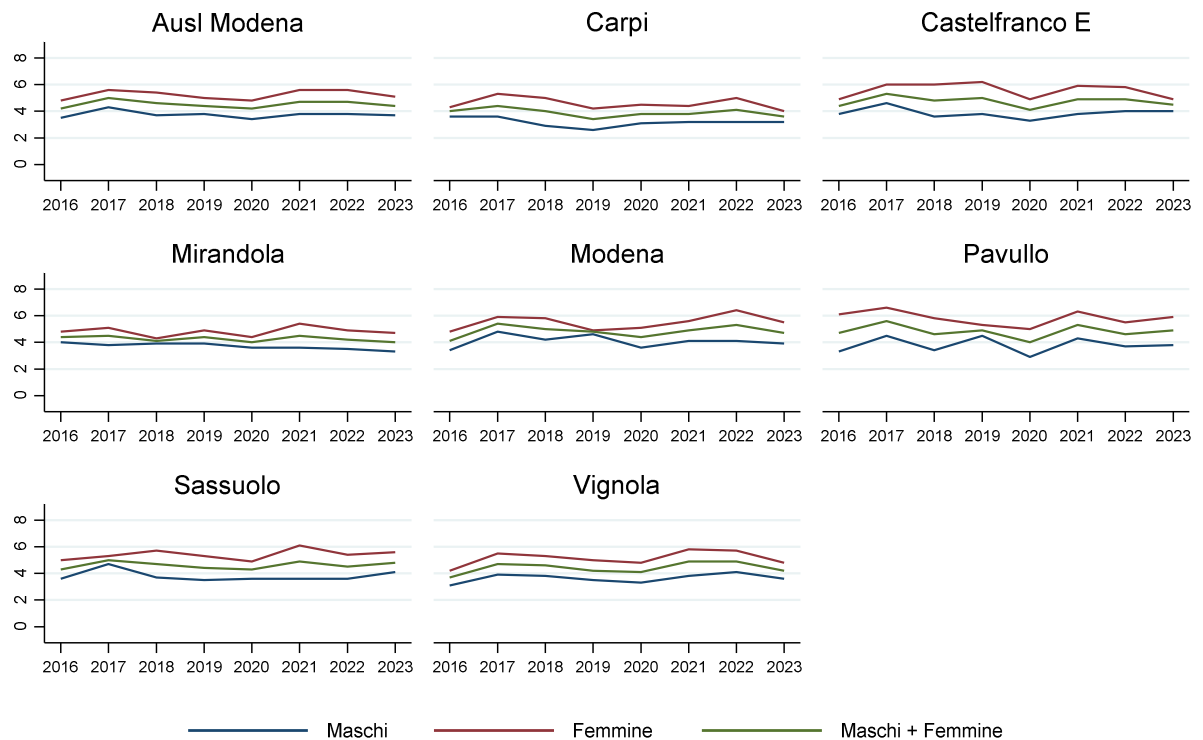 Ausl Modena Carpi Castelfranco E
8
6
4
2
0
2016 2017 2018 2019 2020 2021 2022 2023 2016 2017 2018 2019 2020 2021 2022 2023 2016 2017 2018 2019 2020 2021 2022 2023
Mirandola Modena Pavullo
8
6
4
2
0
2016 2017 2018 2019 2020 2021 2022 2023 2016 2017 2018 2019 2020 2021 2022 2023 2016 2017 2018 2019 2020 2021 2022 2023
Sassuolo Vignola
8
6
4
2
0
2016 2017 2018 2019 2020 2021 2022 2023 2016 2017 2018 2019 2020 2021 2022 2023
Maschi Femmine Maschi + Femmine